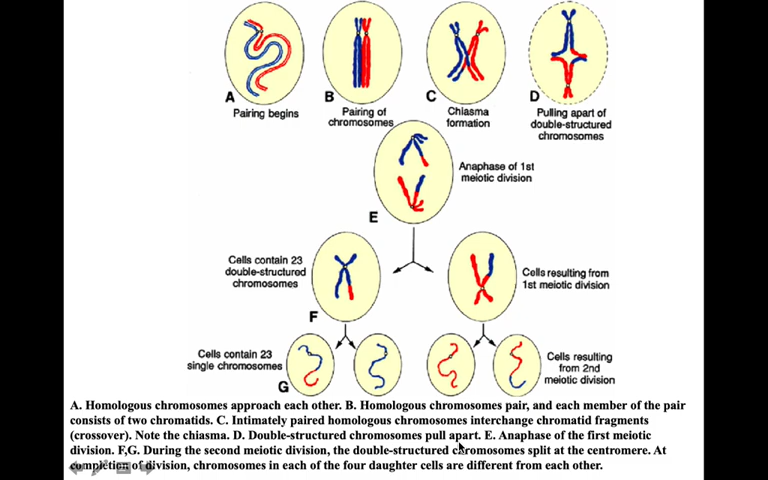 A
Pairing begins
B
Pairing of
chromosomes
C
Chiasma
formation
D
Pulling apart of
double-structured
chromosomes
Anaphase of 1st
meiotic division
E
Cells contain 23
double-structured
chromosomes
F
Cells resulting from
1st meiotic division
Cells contain 23
single chromosomes
G
Cells resulting
from 2nd
meiotic division
A. Homologous chromosomes approach each other. B. Homologous chromosomes pair, and each member of the pair
consists of two chromatids. C. Intimately paired homologous chromosomes interchange chromatid fragments
(crossover). Note the chiasma. D. Double-structured chromosomes pull apart. E. Anaphase of the first meiotic
division. F,G. During the second meiotic division, the double-structured chromosomes split at the centromere. At
completion of division, chromosomes in each of the four daughter cells are different from each other.